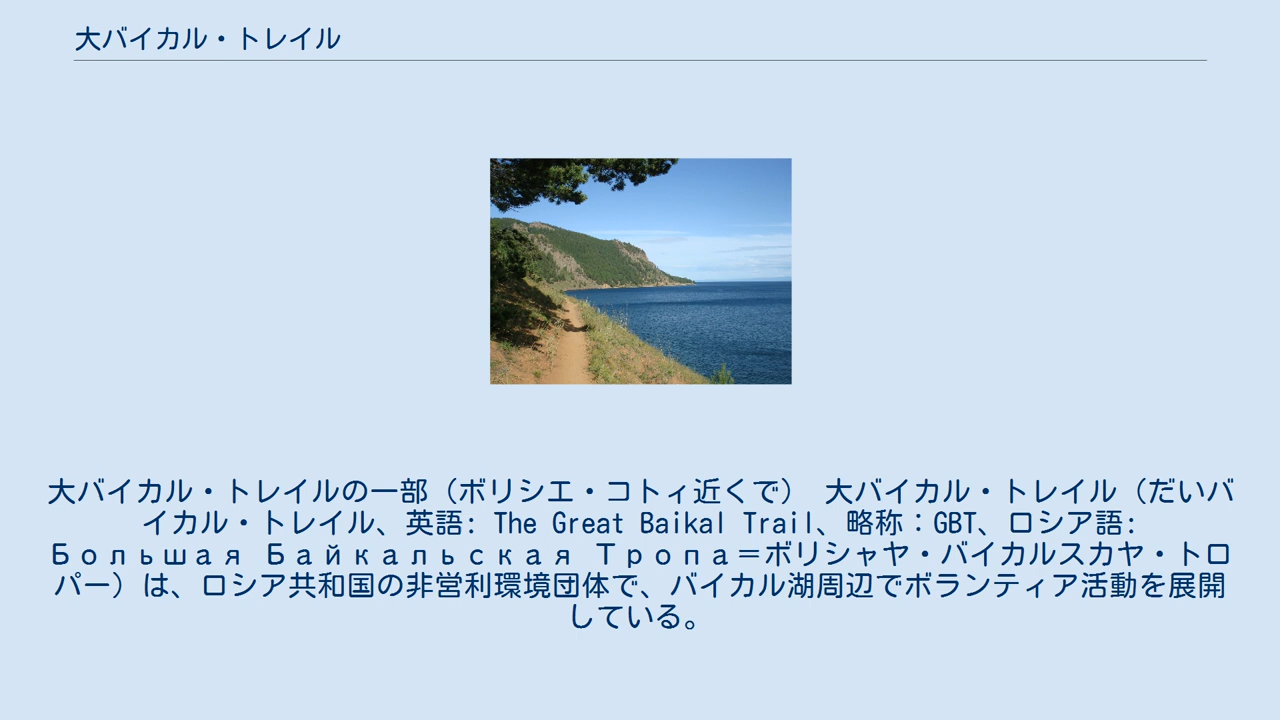 大バイカル・トレイル
大バイカル・トレイルの一部（ボリシエ・コトィ近くで） 大バイカル・トレイル（だいバ
イカル・トレイル、英語: The Great Baikal Trail、略称：GBT、ロシア語:
Большая Байкальская Тропа＝ボリシャヤ・バイカルスカヤ・トロ
パー）は、ロシア共和国の非営利環境団体で、バイカル湖周辺でボランティア活動を展開
している。